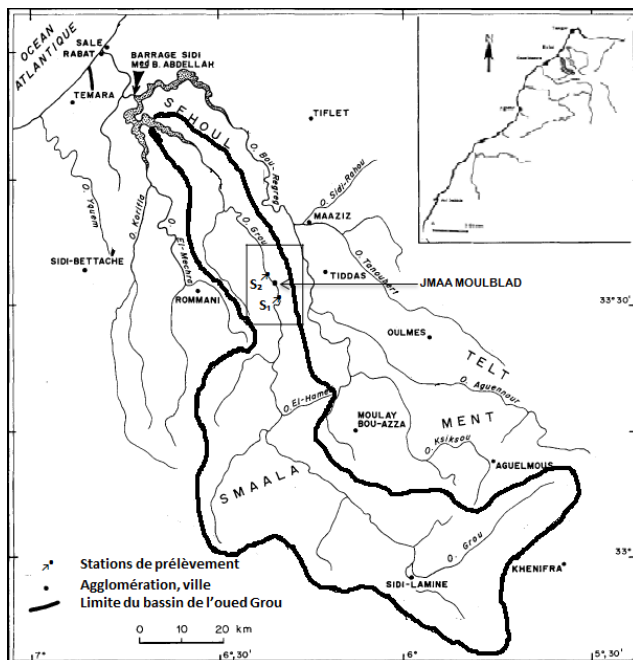 OCEAN
ATLANTIQUE
SALE
RABAT
TEMARA
BARRAGE SIDI
Med B. ABDELLAH
SEHOUL
TIFLET
O. Bou-Regreg
O. Sidi-Rahou
MAAZIZ
O. Yquem
O. Korifla
O. Grou
El-Mechra
O. Tanoubert
SIDI-BETTACHE
ROMMANI
S2
S1
TIDDAS
JMAA MOULBLAD
33°30'
OULMES
TELT
O. Aguennour
O. El-Hamer
MOULAY
BOU-AZZA
MENT
O. Ksiksou
AGUELMOUS
SMAALA
O. Grou
SIDI-LAMINE
KHENIFRA
33°
Stations de prélèvement
Agglomération, ville
Limite du bassin de l'oued Grou
0 10 20 km
7°
6°,30'
6°
5°,30'
N